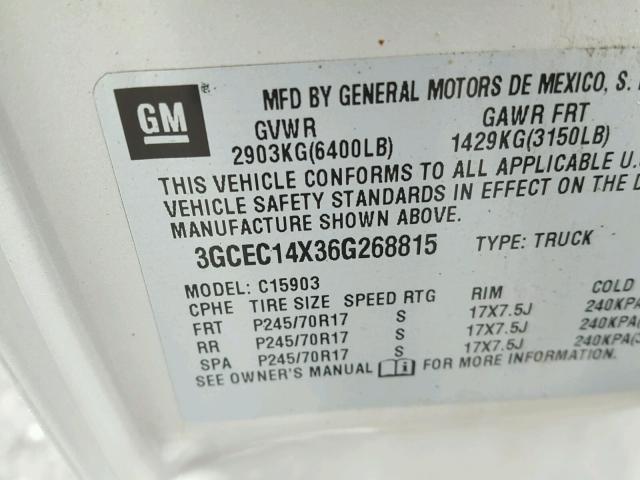 GM
MFD BY GENERAL MOTORS DE MEXICO, S.
GVWR GAWR FRT
2903KG(6400LB) 1429KG(3150LB)
THIS VEHICLE CONFORMS TO ALL APPLICABLE U.
VEHICLE SAFETY STANDARDS IN EFFECT ON THE
MANUFACTURE SHOWN ABOVE.
3GCEC14X36G268815 TYPE: TRUCK
MODEL: C15903
CPHE TIRE SIZE SPEED RTG RIM COLD
FRT P245/70R17 S 17X7.5J 240KPA(
RR P245/70R17 S 17X7.5J 240KPA(
SPA P245/70R17 S 17X7.5J 240KPA(
SEE OWNER'S MANUAL FOR MORE INFORMATION.